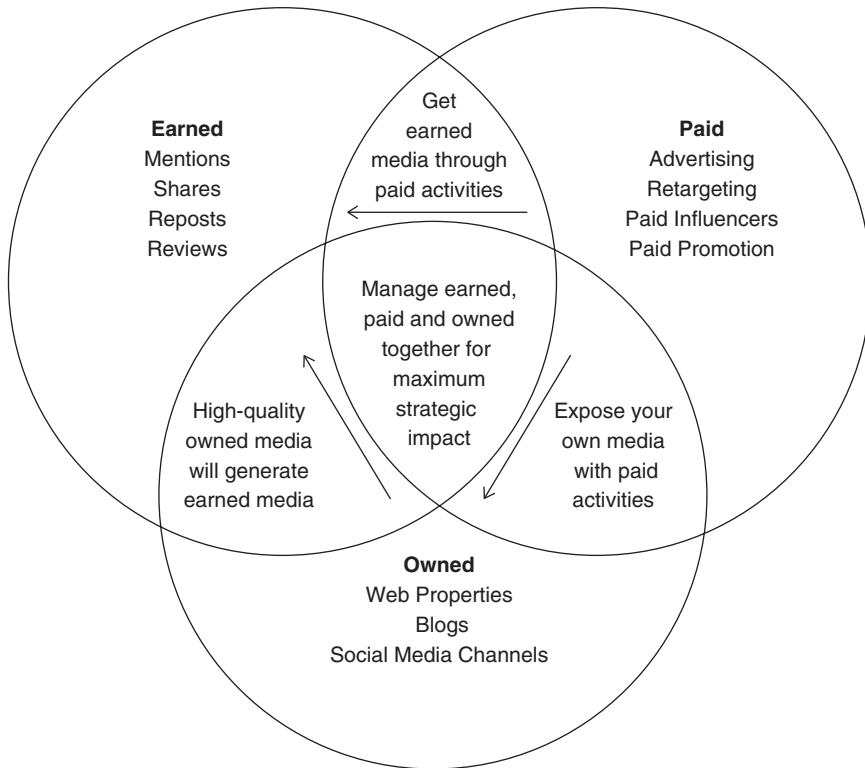 Earned
Mentions
Shares
Reposts
Reviews
Get
earned
media through
paid activities
Paid
Advertising
Retargeting
Paid Influencers
Paid Promotion
Manage earned,
paid and owned
together for
maximum
strategic
impact
High-quality
owned media
will generate
earned media
Expose your
own media
with paid
activities
Owned
Web Properties
Blogs
Social Media Channels